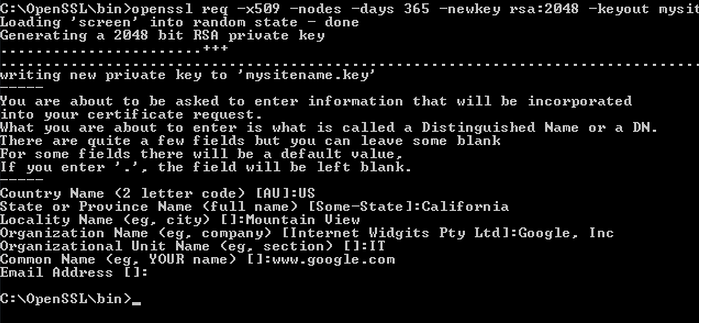 C:\OpenSSL\bin>openssl req -x509 -nodes -days 365 -newkey rsa:2048 -keyout mysit
Loading 'screen' into random state - done
Generating a 2048 bit RSA private key
.......................+++
................................................................................
writing new private key to 'mysitename.key'
-----
You are about to be asked to enter information that will be incorporated
into your certificate request.
What you are about to enter is what is called a Distinguished Name or a DN.
There are quite a few fields but you can leave some blank
For some fields there will be a default value,
If you enter '.', the field will be left blank.
-----
Country Name (2 letter code) [AU]:US
State or Province Name (full name) [Some-State]:California
Locality Name (eg, city) []:Mountain View
Organization Name (eg, company) [Internet Widgits Pty Ltd]:Google, Inc
Organizational Unit Name (eg, section) []:IT
Common Name (eg, YOUR name) []:www.google.com
Email Address []:
C:\OpenSSL\bin>_